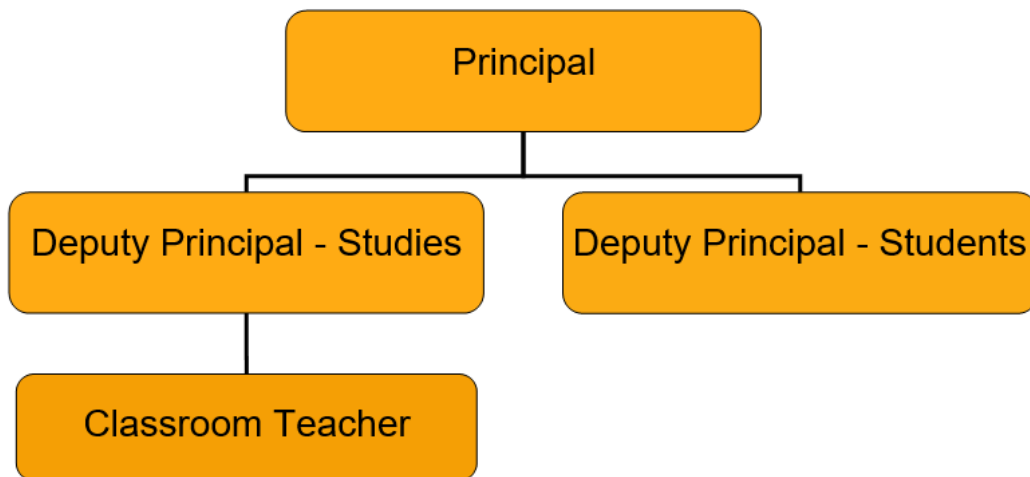 Principal
Deputy Principal - Studies
Deputy Principal - Students
Classroom Teacher